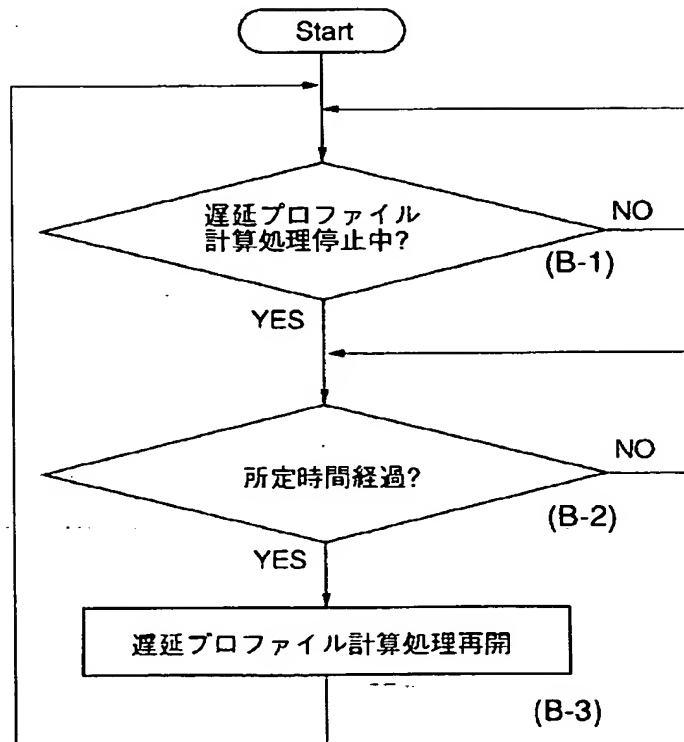 Start
遅延プロファイル
計算処理停止中?
NO
(B-1)
YES
所定時間経過?
NO
(B-2)
YES
遅延プロファイル計算処理再開
(B-3)